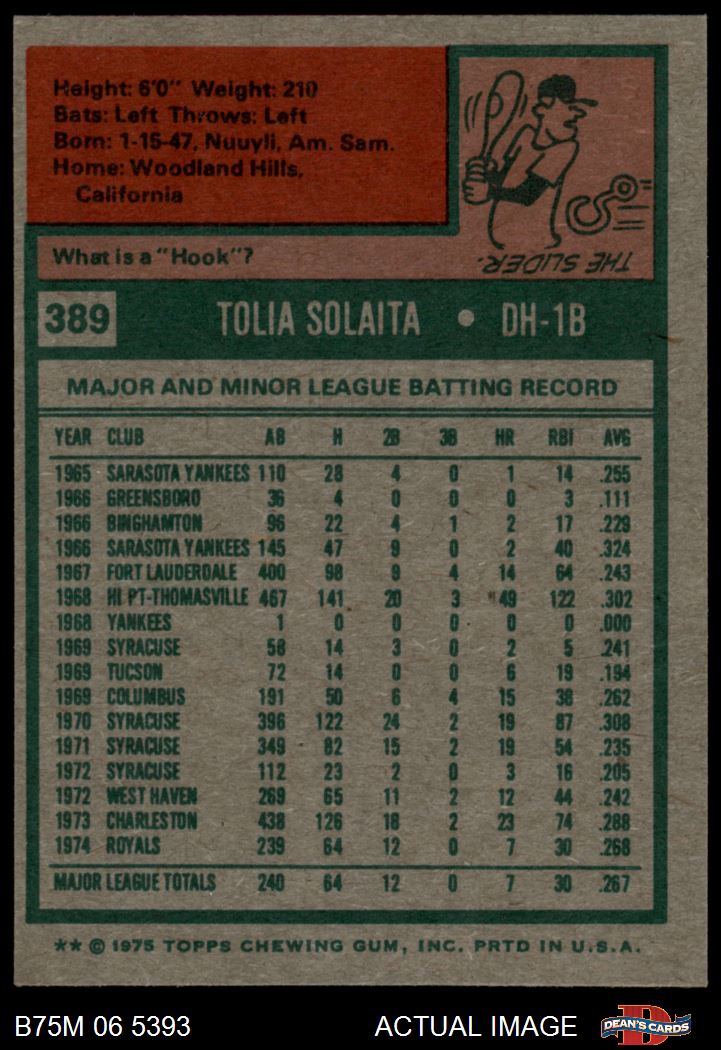 Height: 6'0" Weight: 210
Bats: Left Throws: Left
Born: 1-15-47, Nuuyli, Am. Sam.
Home: Woodland Hills,
California
What is a "Hook"?
THE SLIDER.
389 TOLIA SOLAITA • DH-1B
MAJOR AND MINOR LEAGUE BATTING RECORD
YEAR CLUB AB H 2B 3B HR RBI AVG
1965 SARASOTA YANKEES 110 28 4 0 1 14 .255
1966 GREENSBORO 36 4 0 0 0 3 .111
1966 BINGHAMTON 96 22 4 1 2 17 .229
1966 SARASOTA YANKEES 145 47 9 0 2 40 .324
1967 FORT LAUDERDALE 400 98 9 4 14 64 .243
1968 HI PT-THOMASVILLE 467 141 20 3 *49 122 .302
1968 YANKEES 1 0 0 0 0 0 .000
1969 SYRACUSE 58 14 3 0 2 5 .241
1969 TUCSON 72 14 0 0 6 19 .194
1969 COLUMBUS 191 50 6 4 15 38 .262
1970 SYRACUSE 396 122 24 2 19 87 .308
1971 SYRACUSE 349 82 15 2 19 54 .235
1972 SYRACUSE 112 23 2 0 3 16 .205
1972 WEST HAVEN 269 65 11 2 12 44 .242
1973 CHARLESTON 438 126 18 2 23 74 .288
1974 ROYALS 239 64 12 0 7 30 .268
MAJOR LEAGUE TOTALS 240 64 12 0 7 30 .267
** © 1975 TOPPS CHEWING GUM, INC. PRTD IN U.S.A.
B75M 06 5393 ACTUAL IMAGE DEAN'S CARDS